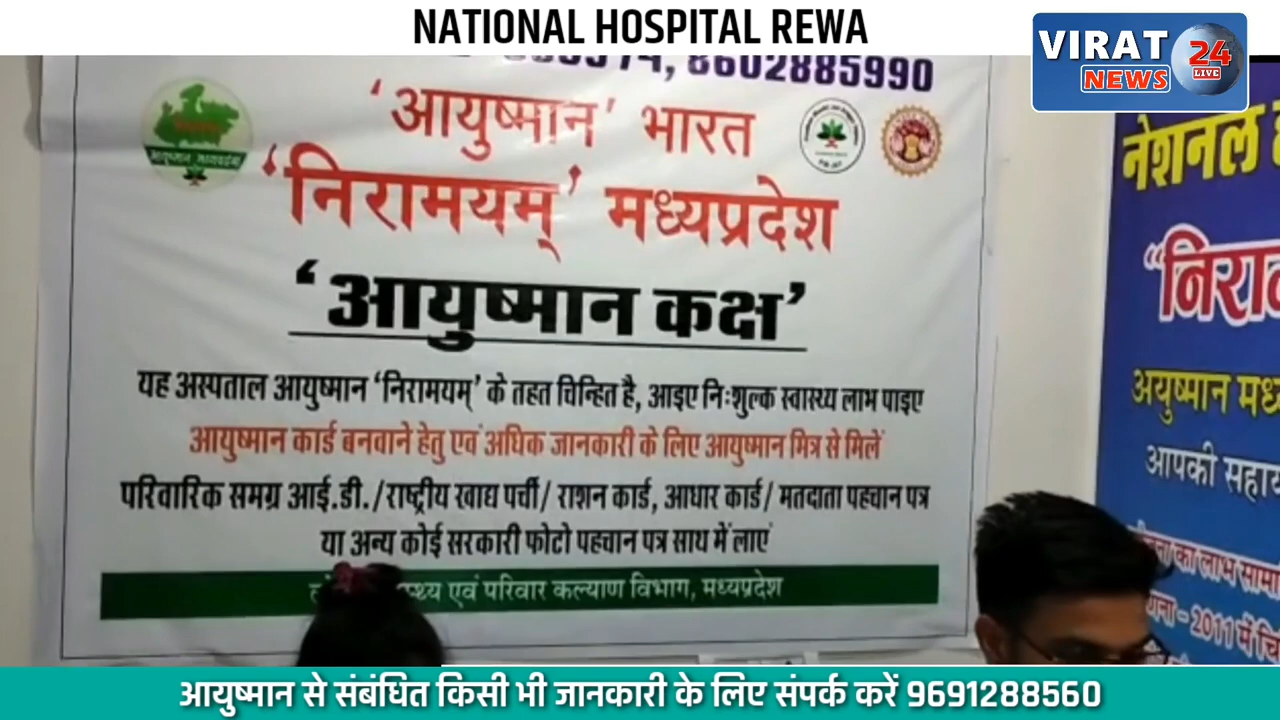 NATIONAL HOSPITAL REWA
VIRAT
24
NEWS
LIVE
8602885990
‘आयुष्मान’ भारत
‘निरामयम्’ मध्यप्रदेश
‘आयुष्मान कक्ष’
यह अस्पताल आयुष्मान ‘निरामयम्’ के तहत चिन्हित है, आइए निःशुल्क स्वास्थ्य लाभ पाइए
आयुष्मान कार्ड बनवाने हेतु एवं अधिक जानकारी के लिए आयुष्मान मित्र से मिलें
परिवारिक समग्र आई.डी./राष्ट्रीय खाद्य पर्ची/ राशन कार्ड, आधार कार्ड/ मतदाता पहचान पत्र
या अन्य कोई सरकारी फोटो पहचान पत्र साथ में लाएं
एवं परिवार कल्याण विभाग, मध्यप्रदेश
नेशनल
अयुष्मान
आपकी
का लाभ
2011 में
आयुष्मान से संबंधित किसी भी जानकारी के लिए संपर्क करें 9691288560